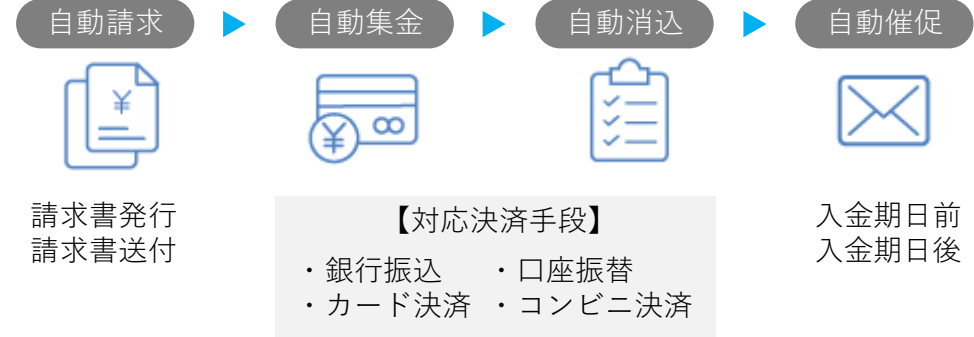 自動請求
自動集金
自動消込
自動催促
¥
¥
請求書発行
請求書送付
【対応決済手段】
・銀行振込 ・口座振替
・カード決済 ・コンビニ決済
入金期日前
入金期日後